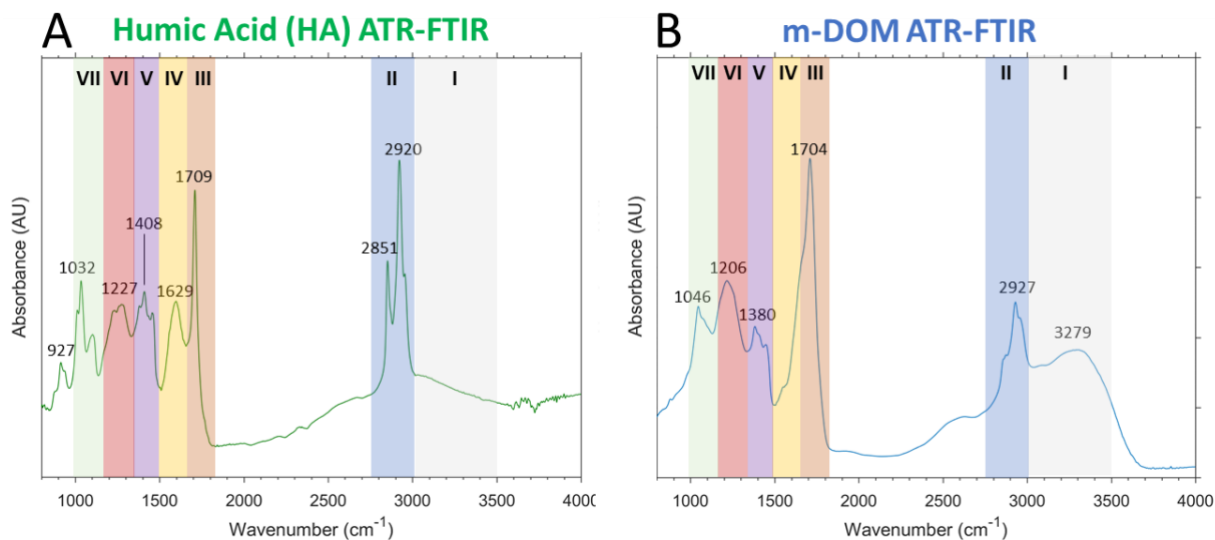 A
Humic Acid (HA) ATR-FTIR
VII VI V IV III II I
2920
1709
1408
2851
1032
1227
1629
927
Absorbance (AU)
1000 1500 2000 2500 3000 3500 4000
Wavenumber (cm-1)
B
m-DOM ATR-FTIR
VII VI V IV III II I
1704
1206
1046
2927
1380
3279
Absorbance (AU)
1000 1500 2000 2500 3000 3500 4000
Wavenumber (cm-1)